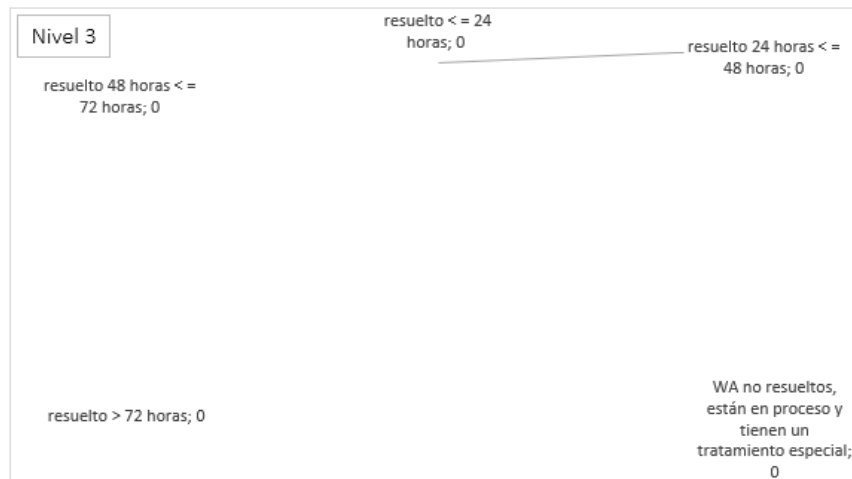 Nivel 3
resuelto < = 24
horas; 0
resuelto 24 horas < =
48 horas; 0
resuelto 48 horas < =
72 horas; 0
resuelto > 72 horas; 0
WA no resueltos,
están en proceso y
tienen un
tratamiento especial;
0